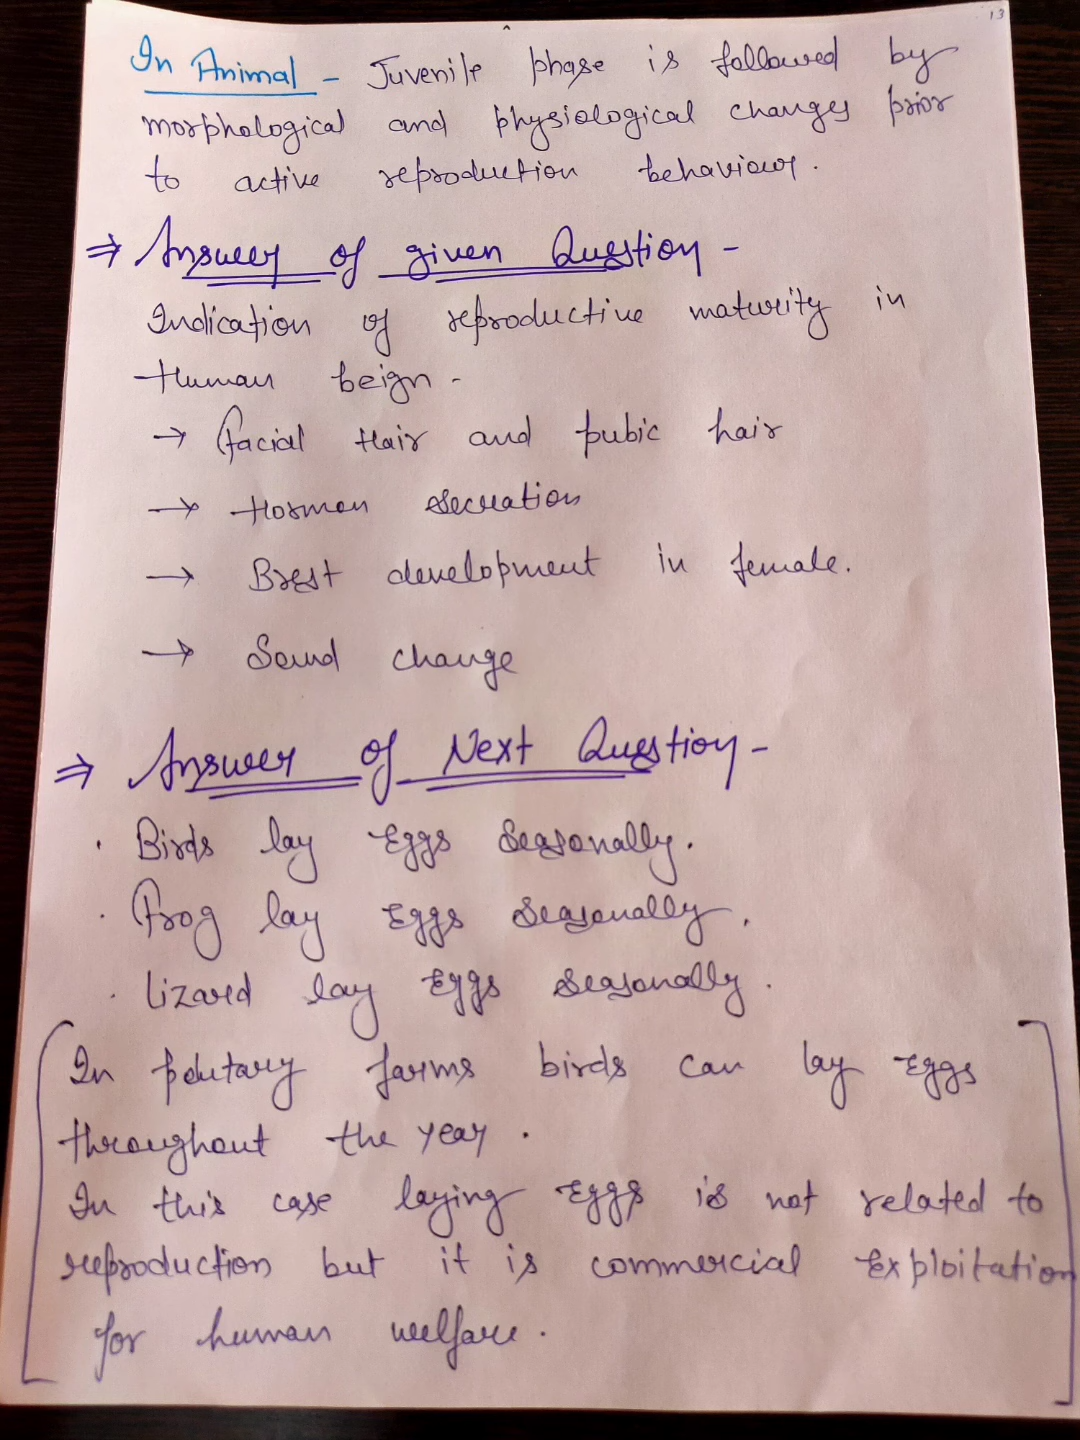 13
In Animal - Juvenile phase is followed by
morphological and physiological changes prior
to active reproduction behaviour.
⇒ Answer of given Question -
Indication of reproductive maturity in
Human beign -
→ Facial Hair and pubic hair
→ Hormon secreation
→ Brest development in female.
→ Sound change
⇒ Answer of Next Question -
· Birds lay Eggs Seasonally.
· Frog lay Eggs Seasonally.
· Lizard lay Eggs Seasonally.
In poutary farms birds can lay Eggs
throughout the year.
In this case laying Eggs is not related to
reproduction but it is commercial Exploitation
for human welfare.